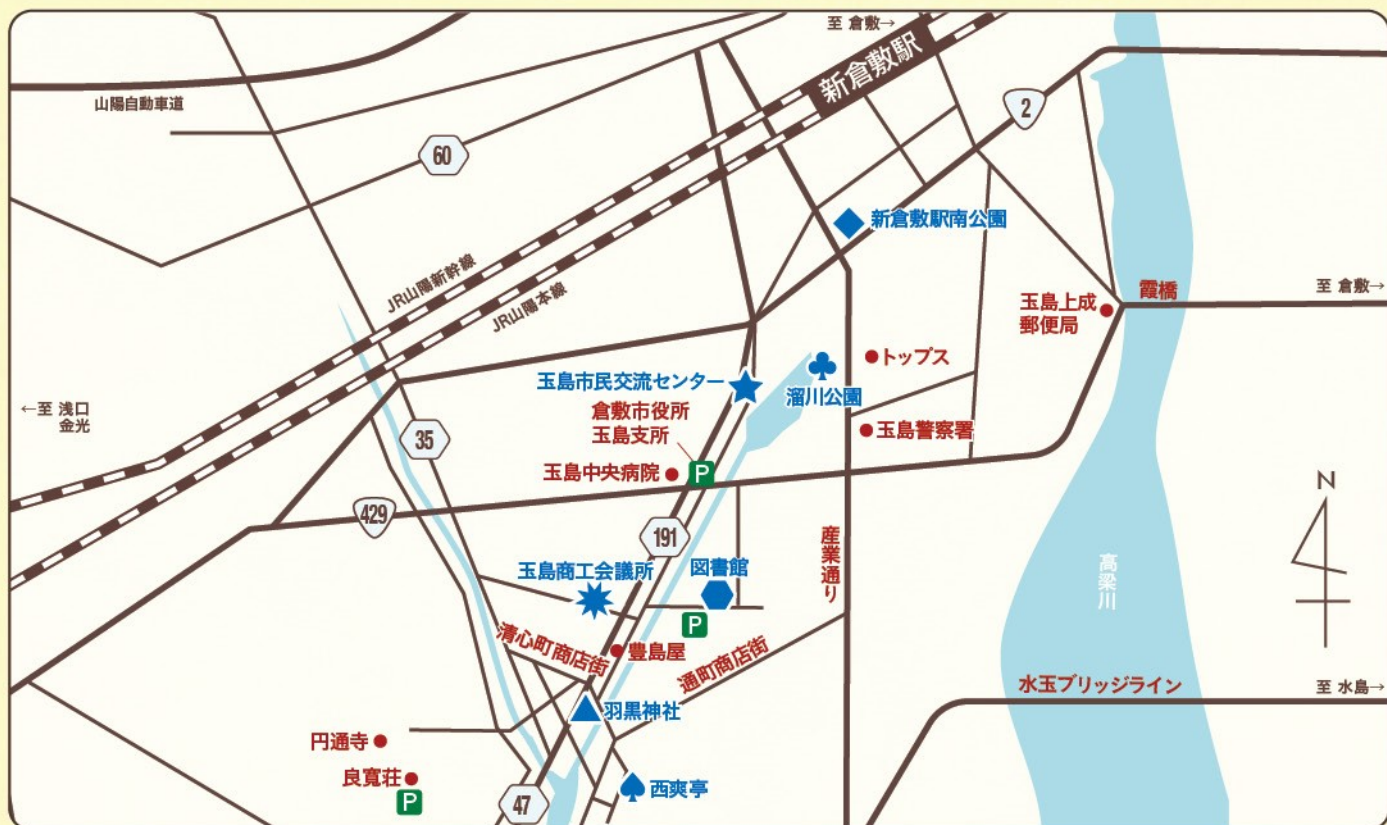 至 倉敷→
新倉敷駅
山陽自動車道
2
60
新倉敷駅南公園
JR山陽新幹線
JR山陽本線
至 倉敷→
霞橋
玉島上成
郵便局
トップス
玉島市民交流センター
溜川公園
←至 浅口
金光
倉敷市役所
玉島支所
35
玉島警察署
玉島中央病院
P
N
429
191
産業通り
高梁川
玉島商工会議所
図書館
P
清心町商店街
豊島屋
通町商店街
水玉ブリッジライン
至 水島→
羽黒神社
円通寺
良寛荘
P
西爽亭
47